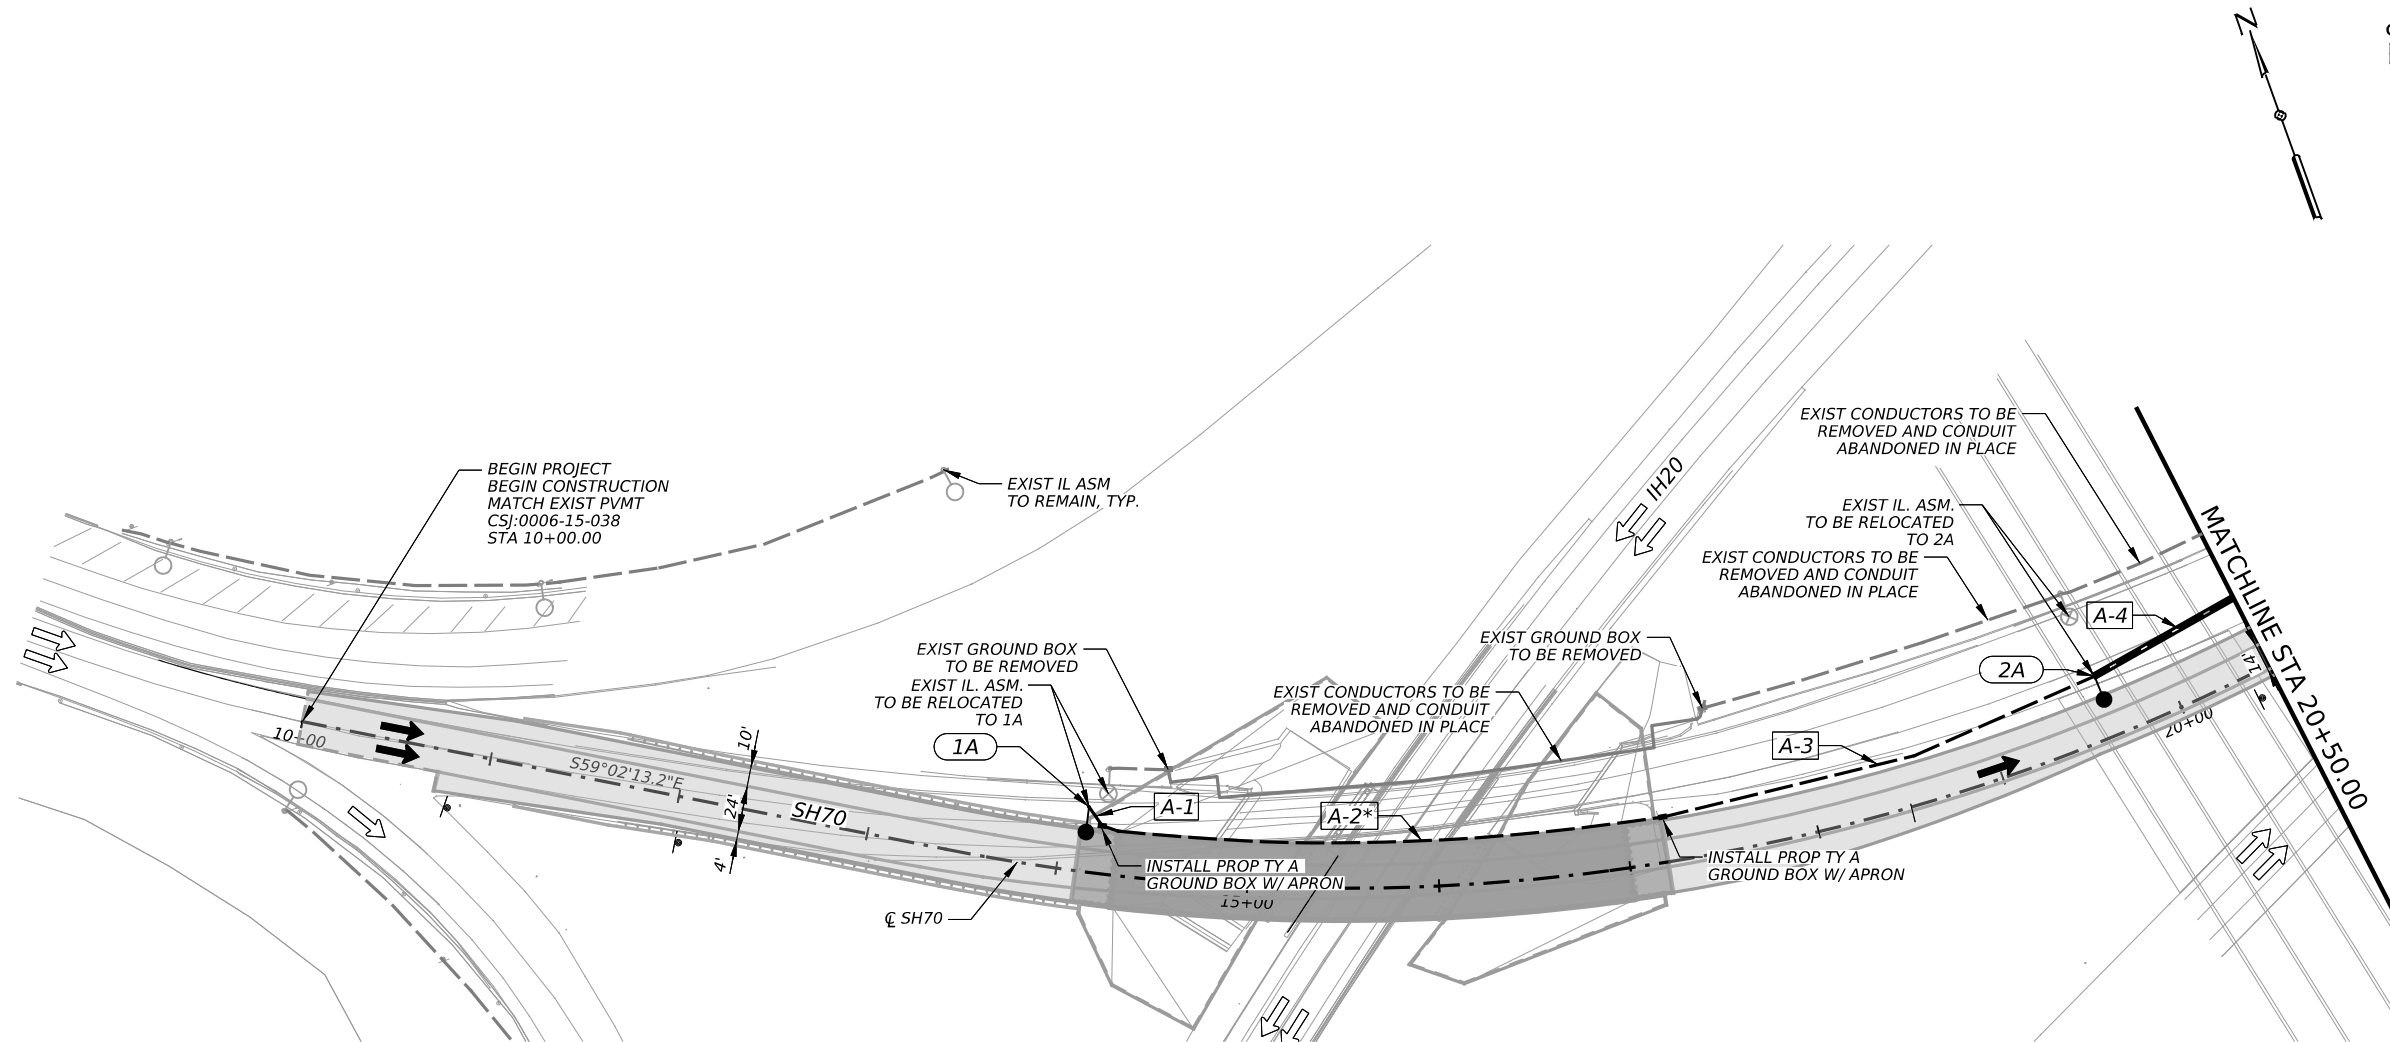 N
BEGIN PROJECT
BEGIN CONSTRUCTION
MATCH EXIST PVMT
CSJ:0006-15-038
STA 10+00.00
EXIST IL ASM
TO REMAIN, TYP.
IH20
EXIST CONDUCTORS TO BE
REMOVED AND CONDUIT
ABANDONED IN PLACE
EXIST IL. ASM.
TO BE RELOCATED
TO 2A
EXIST CONDUCTORS TO BE
REMOVED AND CONDUIT
ABANDONED IN PLACE
MATCHLINE STA 20+50.00
A-4
2A
14'
20+00
EXIST GROUND BOX
TO BE REMOVED
EXIST GROUND BOX
TO BE REMOVED
EXIST IL. ASM.
TO BE RELOCATED
TO 1A
EXIST CONDUCTORS TO BE
REMOVED AND CONDUIT
ABANDONED IN PLACE
1A
A-1
A-2*
A-3
10+00
S59°02'13.2"E
10'
24'
4'
SH70
INSTALL PROP TY A
GROUND BOX W/ APRON
INSTALL PROP TY A
GROUND BOX W/ APRON
15+00
℄ SH70